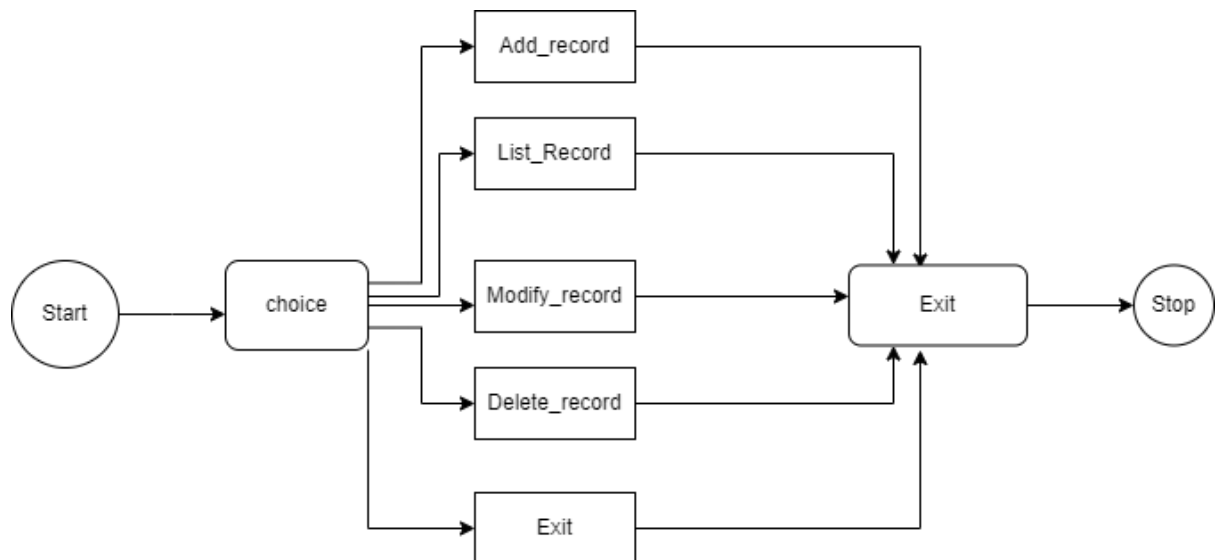 Add_record
List_Record
Start
choice
Modify_record
Exit
Stop
Delete_record
Exit